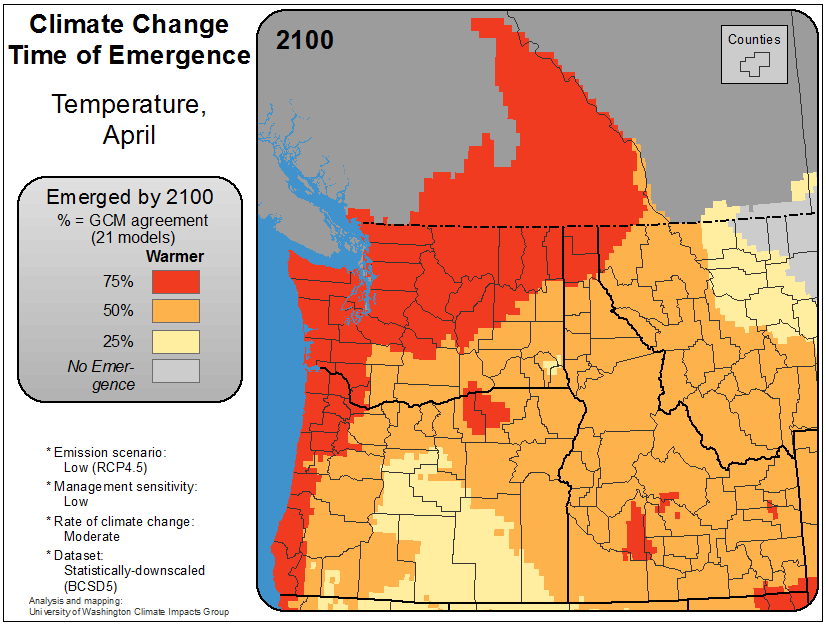 Climate Change
Time of Emergence
Temperature,
April
Emerged by 2100
% = GCM agreement
(21 models)
Warmer
75%
50%
25%
No Emer-
gence
* Emission scenario:
Low (RCP4.5)
* Management sensitivity:
Low
* Rate of climate change:
Moderate
* Dataset:
Statistically-downscaled
(BCSD5)
Analysis and mapping:
University of Washington Climate Impacts Group
2100
Counties